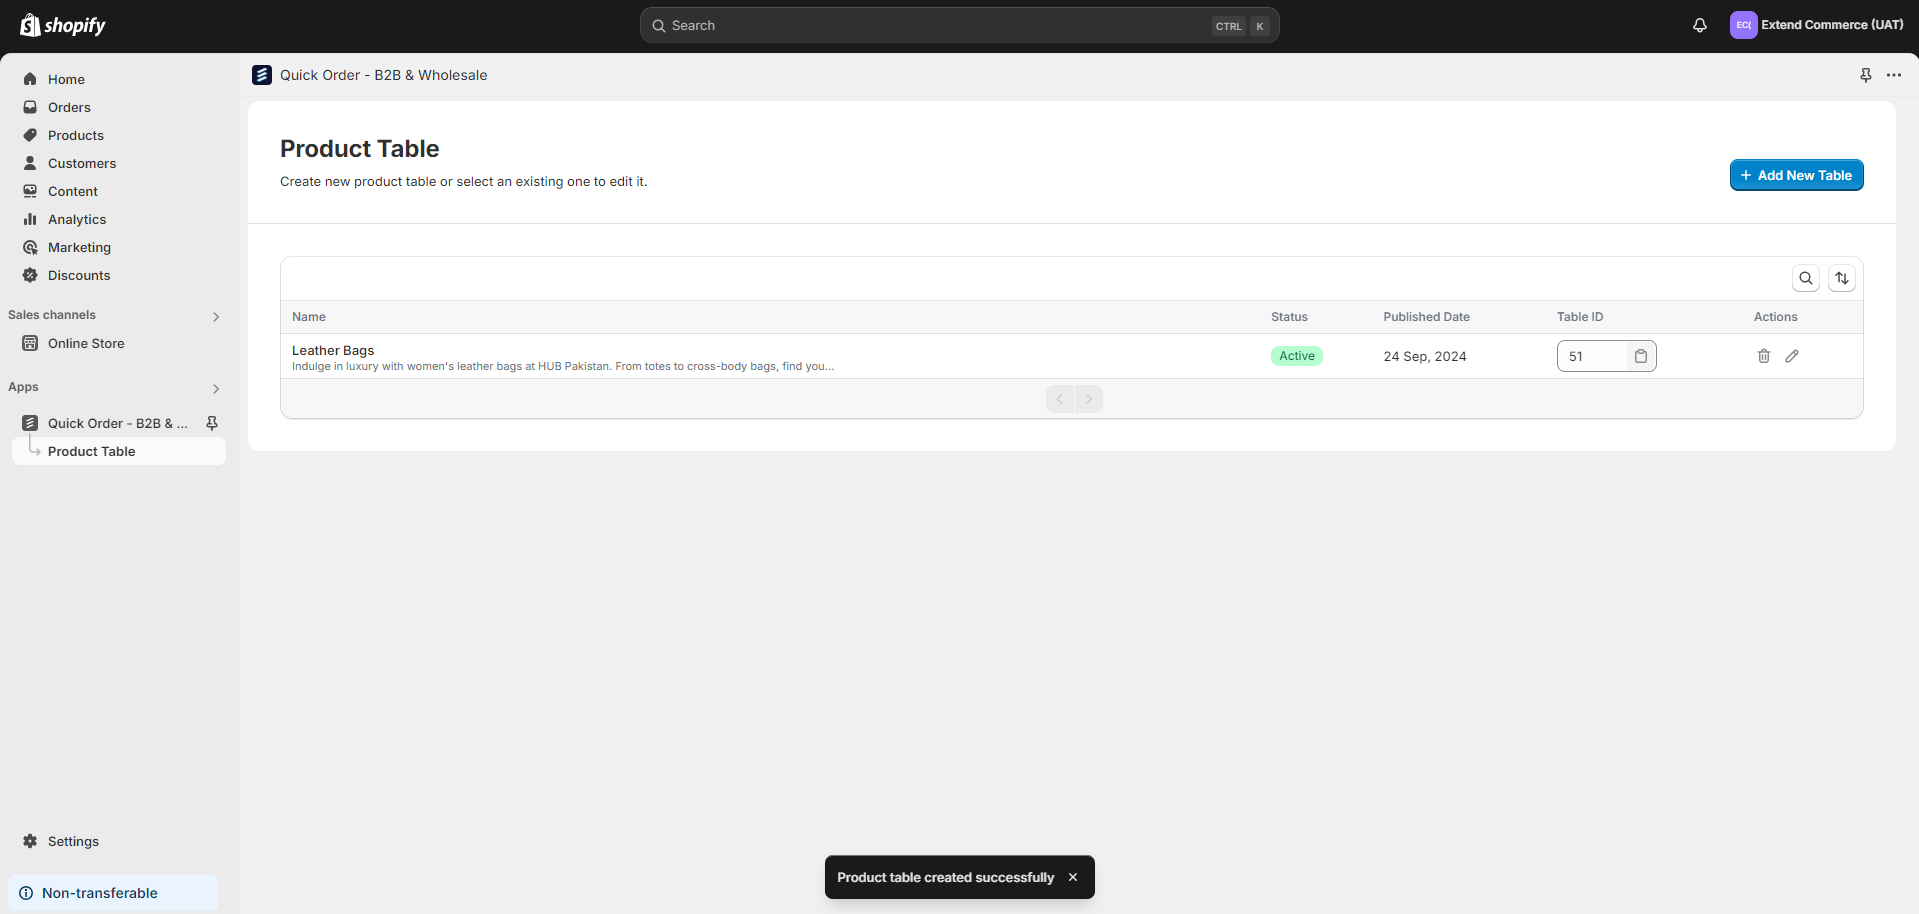 shopify
Search
CTRL K
EC(
Extend Commerce (UAT)
Home
Orders
Products
Customers
Content
Analytics
Marketing
Discounts
Sales channels
Online Store
Apps
Quick Order - B2B & ...
Product Table
Settings
Non-transferable
Quick Order - B2B & Wholesale
Product Table
Create new product table or select an existing one to edit it.
+ Add New Table
Name Status Published Date Table ID Actions
Leather Bags
Indulge in luxury with women's leather bags at HUB Pakistan. From totes to cross-body bags, find you...
Active
24 Sep, 2024
51
Product table created successfully